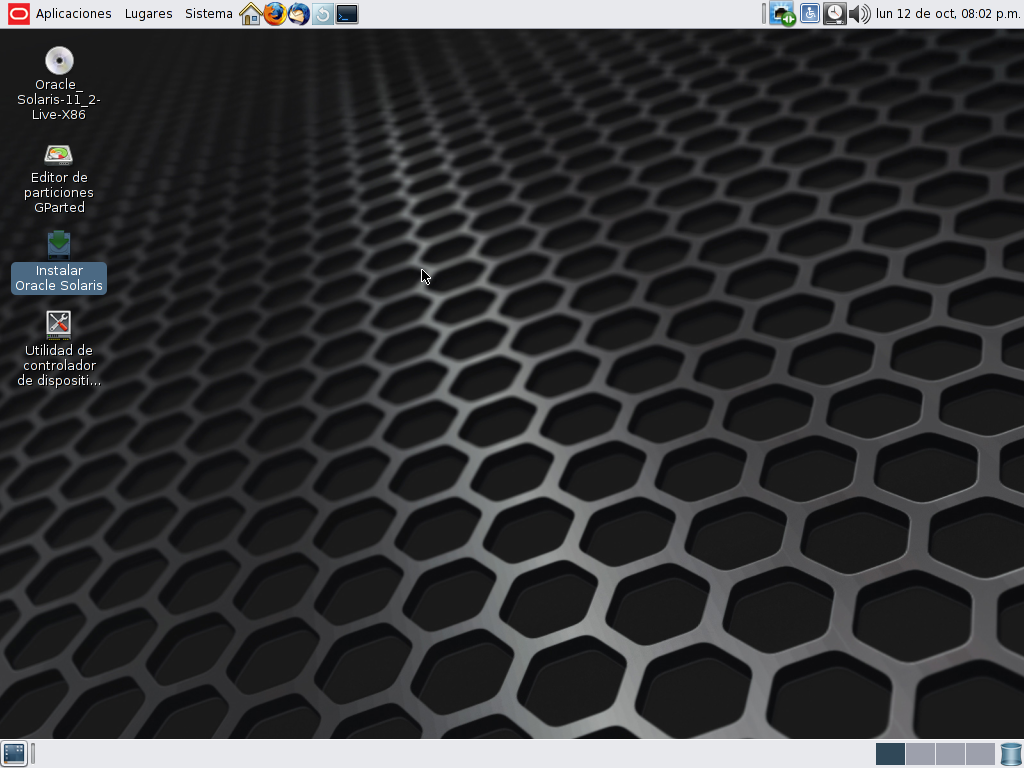 Aplicaciones Lugares Sistema lun 12 de oct, 08:02 p.m.
Oracle_
Solaris-11_2-
Live-X86
Editor de
particiones
GParted
Instalar
Oracle Solaris
Utilidad de
controlador
de dispositi...